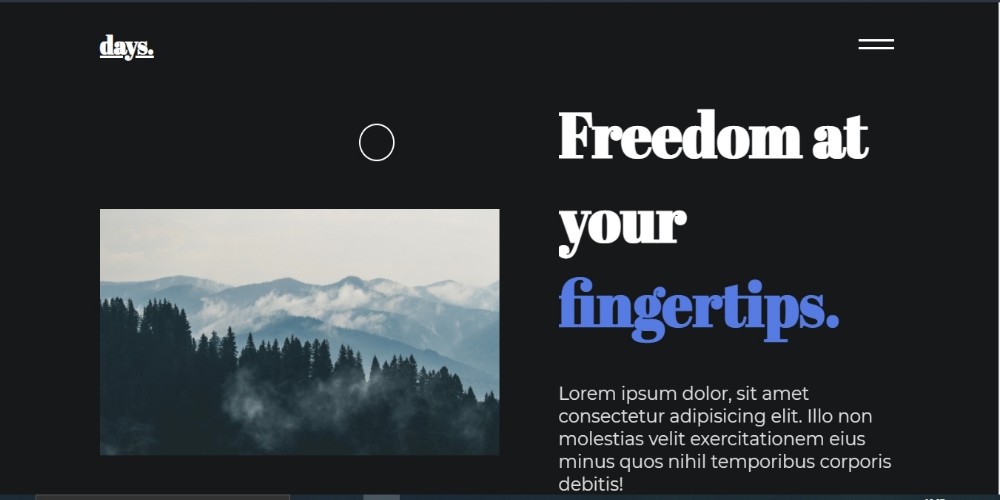 days.
Freedom at
your
fingertips.
Lorem ipsum dolor, sit amet
consectetur adipisicing elit. Illo non
molestias velit exercitationem eius
minus quos nihil temporibus corporis
debitis!